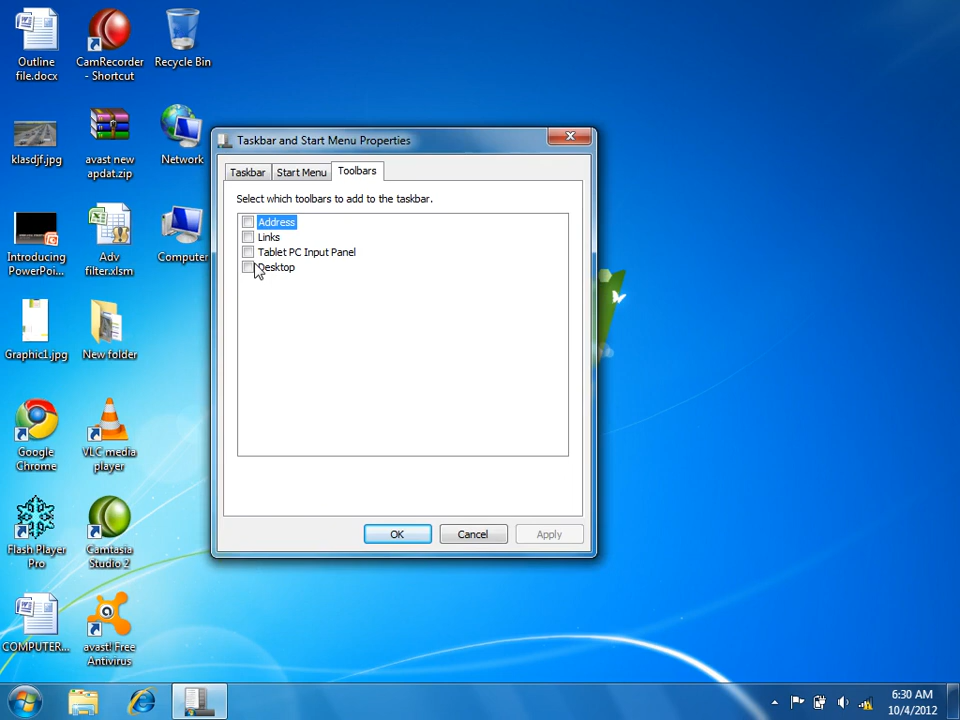 Outline
file.docx
CamRecorder
- Shortcut
Recycle Bin
klasdjf.jpg
avast new
apdat.zip
Network
Introducing
PowerPoi...
Adv
filter.xlsm
Computer
Graphic1.jpg
New folder
Google
Chrome
VLC media
player
Flash Player
Pro
Camtasia
Studio 2
COMPUTER...
avast! Free
Antivirus
Taskbar and Start Menu Properties
Taskbar
Start Menu
Toolbars
Select which toolbars to add to the taskbar.
Address
Links
Tablet PC Input Panel
Desktop
OK
Cancel
Apply
6:30 AM
10/4/2012